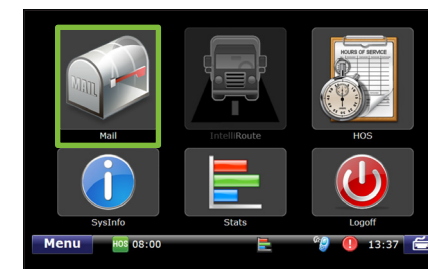 HOURS OF SERVICE
MAIL
Mail
IntelliRoute
HOS
SysInfo
Stats
Logoff
Menu
HOS 08:00
13:37